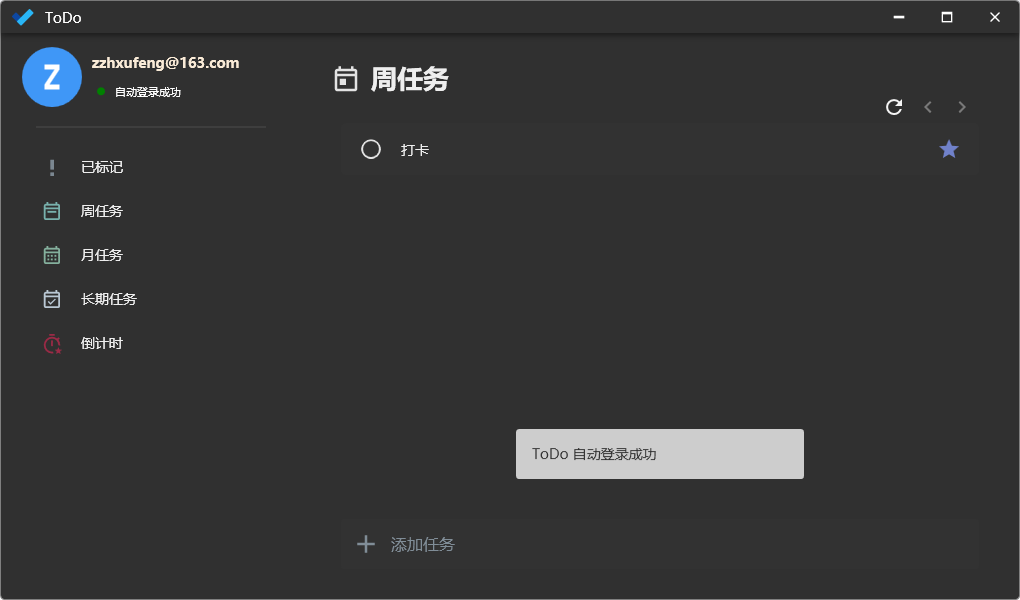 ToDo
Z
zzhxufeng@163.com
自动登录成功
已标记
周任务
月任务
长期任务
倒计时
周任务
打卡
ToDo 自动登录成功
添加任务